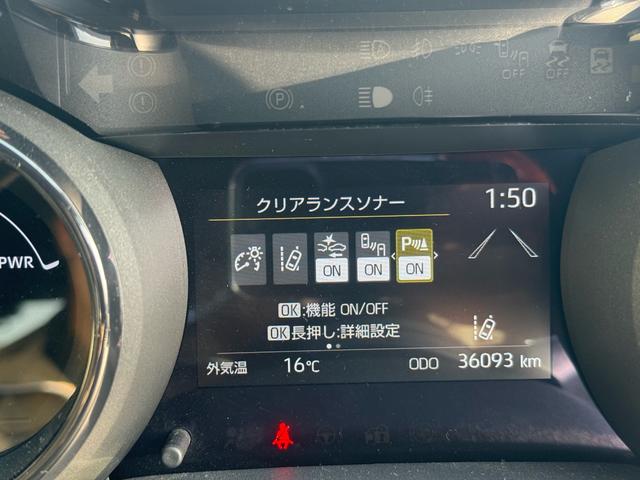 OFF OFF
クリアランスソナー 1:50
PWR
P
ON ON ON
OK:機能 ON/OFF
OK長押し:詳細設定
外気温 16℃ ODO 36093 km